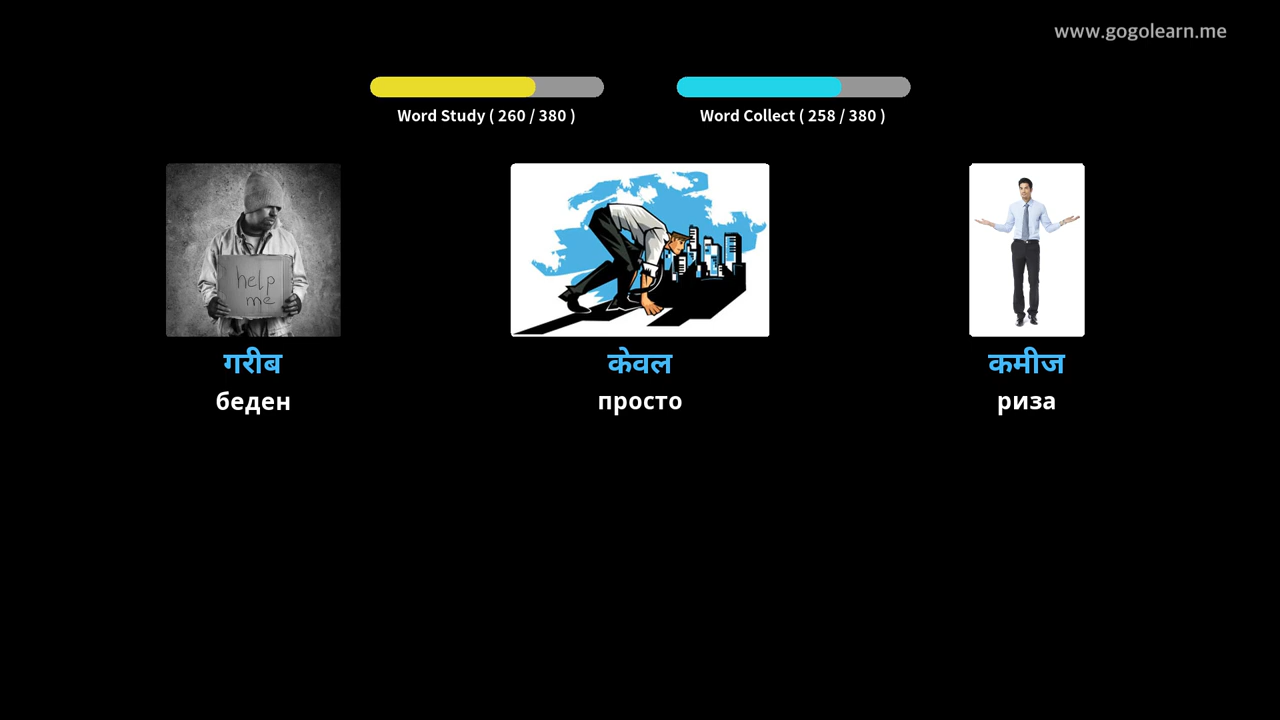 www.gogolearn.me
Word Study ( 260 / 380 )
Word Collect ( 258 / 380 )
help
me
गरीब
केवल
कमीज
беден
просто
риза